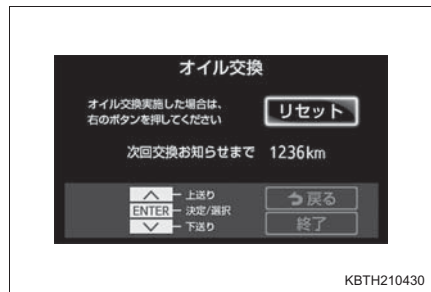 オイル交換
オイル交換実施した場合は、
右のボタンを押してください
リセット
次回交換お知らせまで 1236km
上送り
ENTER 決定/選択
下送り
戻る
終了
KBTH210430